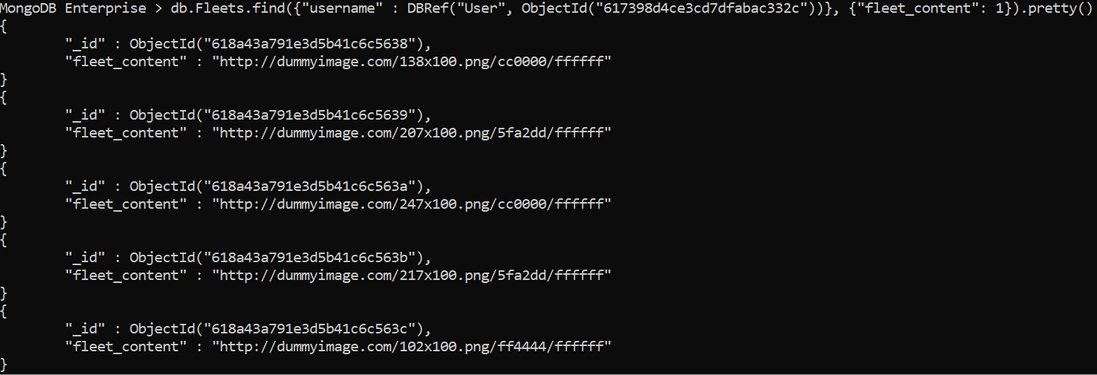 MongoDB Enterprise > db.Fleets.find({"username" : DBRef("User", ObjectId("617398d4ce3cd7dfabac332c"))}, {"fleet_content": 1}).pretty()
{
        "_id" : ObjectId("618a43a791e3d5b41c6c5638"),
        "fleet_content" : "http://dummyimage.com/138x100.png/cc0000/ffffff"
}
{
        "_id" : ObjectId("618a43a791e3d5b41c6c5639"),
        "fleet_content" : "http://dummyimage.com/207x100.png/5fa2dd/ffffff"
}
{
        "_id" : ObjectId("618a43a791e3d5b41c6c563a"),
        "fleet_content" : "http://dummyimage.com/247x100.png/cc0000/ffffff"
}
{
        "_id" : ObjectId("618a43a791e3d5b41c6c563b"),
        "fleet_content" : "http://dummyimage.com/217x100.png/5fa2dd/ffffff"
}
{
        "_id" : ObjectId("618a43a791e3d5b41c6c563c"),
        "fleet_content" : "http://dummyimage.com/102x100.png/ff4444/ffffff"
}